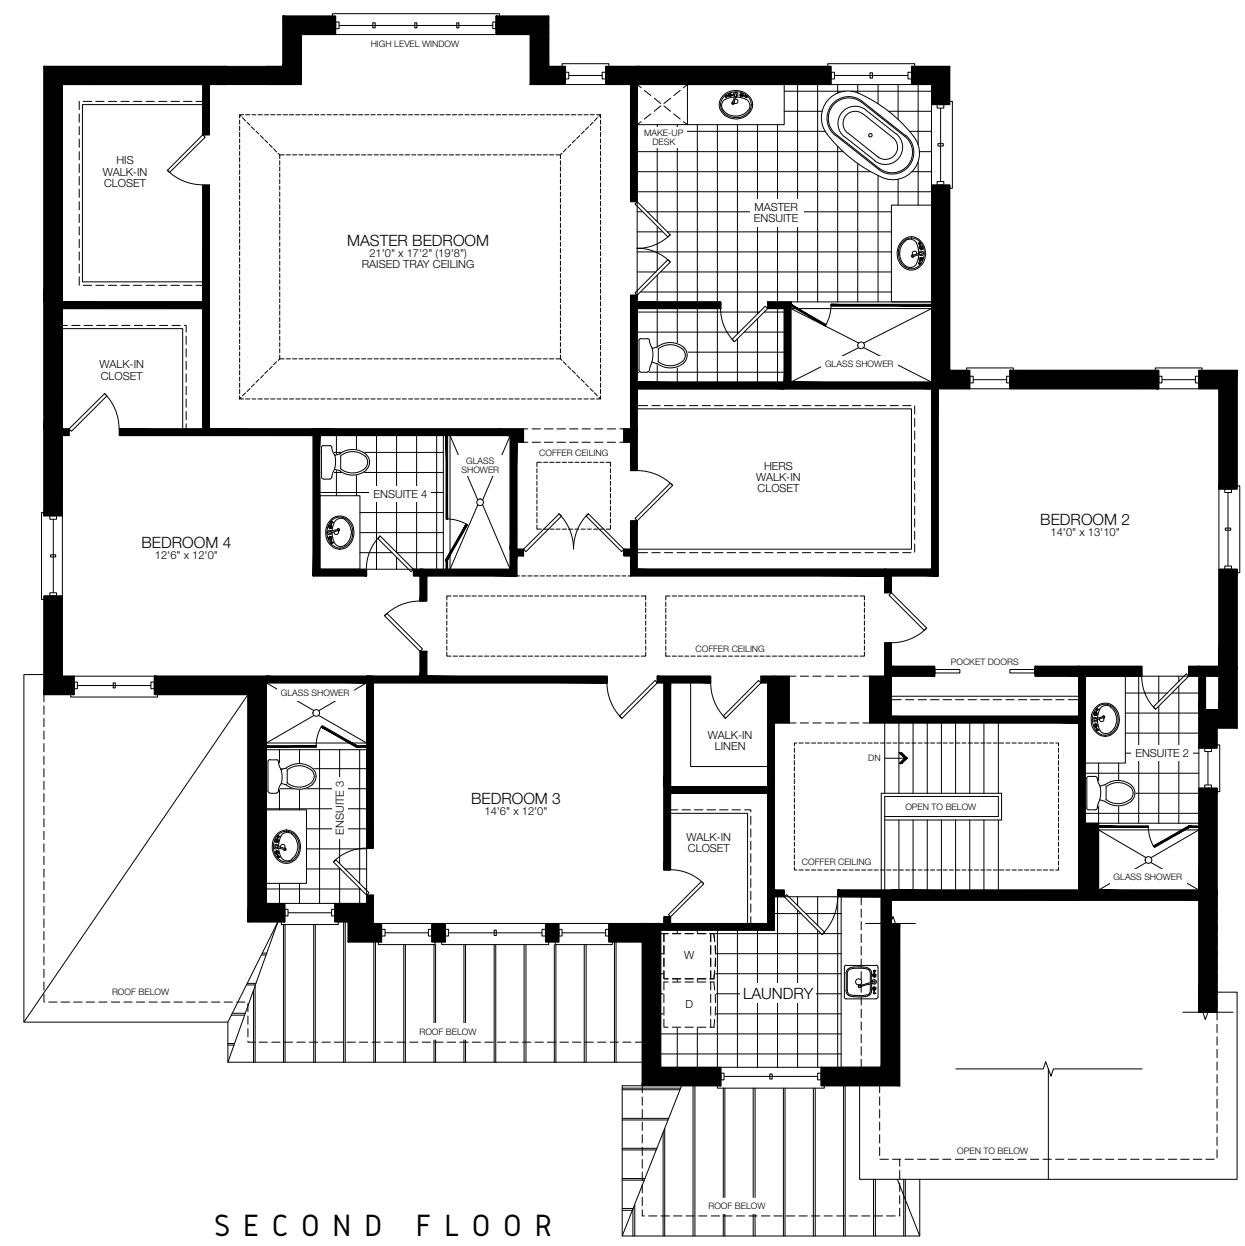 HIGH LEVEL WINDOW
HIS
WALK-IN
CLOSET
MAKE-UP
DESK
MASTER
ENSUITE
MASTER BEDROOM
21'0" x 17'2" (19'8")
RAISED TRAY CEILING
WALK-IN
CLOSET
GLASS SHOWER
COFFER CEILING
GLASS
SHOWER
ENSUITE 4
HERS
WALK-IN
CLOSET
BEDROOM 2
14'0" x 13'10"
BEDROOM 4
12'6" x 12'0"
COFFER CEILING
POCKET DOORS
GLASS SHOWER
WALK-IN
LINEN
DN
ENSUITE 2
ENSUITE 3
BEDROOM 3
14'6" x 12'0"
OPEN TO BELOW
WALK-IN
CLOSET
COFFER CEILING
GLASS SHOWER
W
D
LAUNDRY
ROOF BELOW
ROOF BELOW
OPEN TO BELOW
ROOF BELOW
SECOND FLOOR